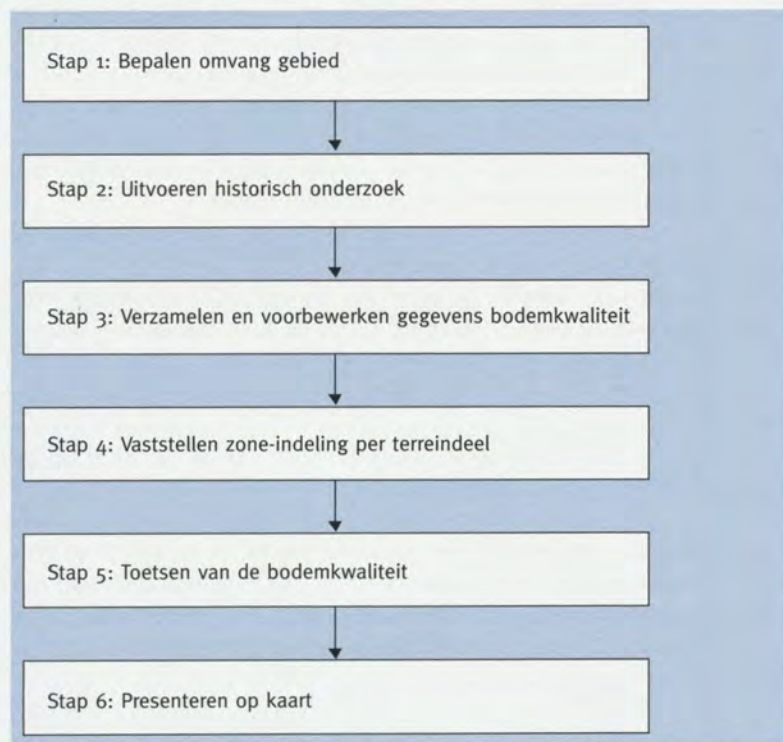 Stap 1: Bepalen omvang gebied
Stap 2: Uitvoeren historisch onderzoek
Stap 3: Verzamelen en voorbewerken gegevens bodemkwaliteit
Stap 4: Vaststellen zone-indeling per terreindeel
Stap 5: Toetsen van de bodemkwaliteit
Stap 6: Presenteren op kaart